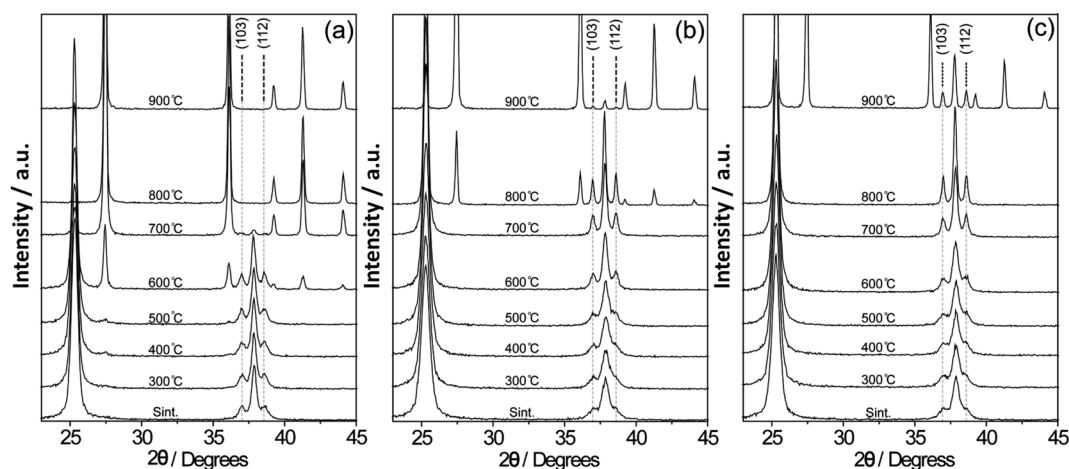 (a)
(103)
(112)
900℃
800℃
700℃
600℃
500℃
400℃
300℃
Sint.
Intensity / a.u.
25 30 35 40 45
2θ / Degrees
(b)
(103)
(112)
900℃
800℃
700℃
600℃
500℃
400℃
300℃
Sint.
Intensity / a.u.
25 30 35 40 45
2θ / Degrees
(c)
(103)
(112)
900℃
800℃
700℃
600℃
500℃
400℃
300℃
Sint.
Intensity / a.u.
25 30 35 40 45
2θ / Degrees